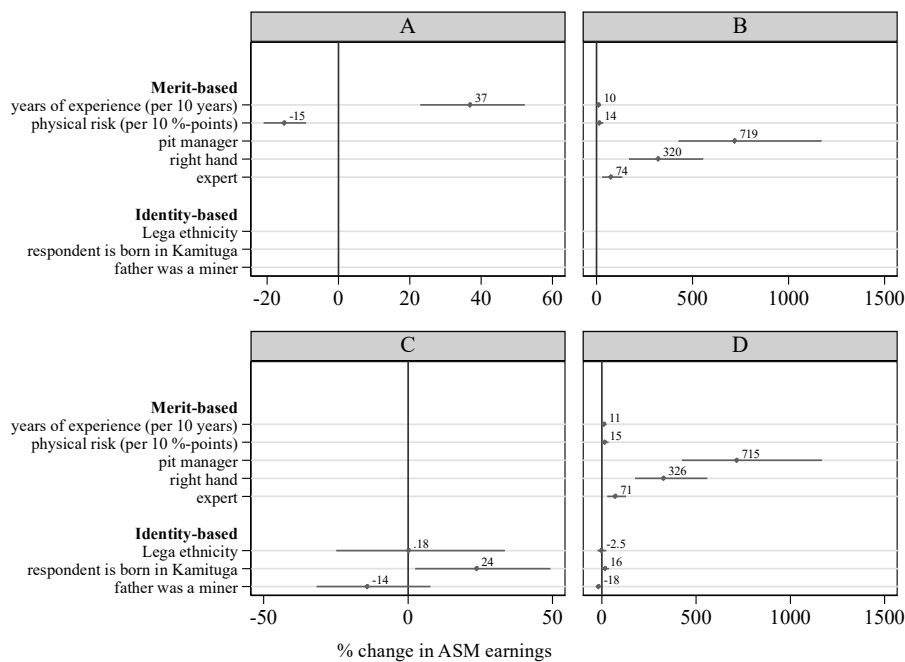 A
B
Merit-based
years of experience (per 10 years)
37
10
physical risk (per 10 %-points)
-15
14
pit manager
719
right hand
320
expert
74
Identity-based
Lega ethnicity
respondent is born in Kamituga
father was a miner
-20 0 20 40 60
0 500 1000 1500
C
D
Merit-based
years of experience (per 10 years)
11
physical risk (per 10 %-points)
15
pit manager
715
right hand
326
expert
71
Identity-based
Lega ethnicity
.18
-2.5
respondent is born in Kamituga
24
16
father was a miner
-14
-18
-50 0 50
0 500 1000 1500
% change in ASM earnings